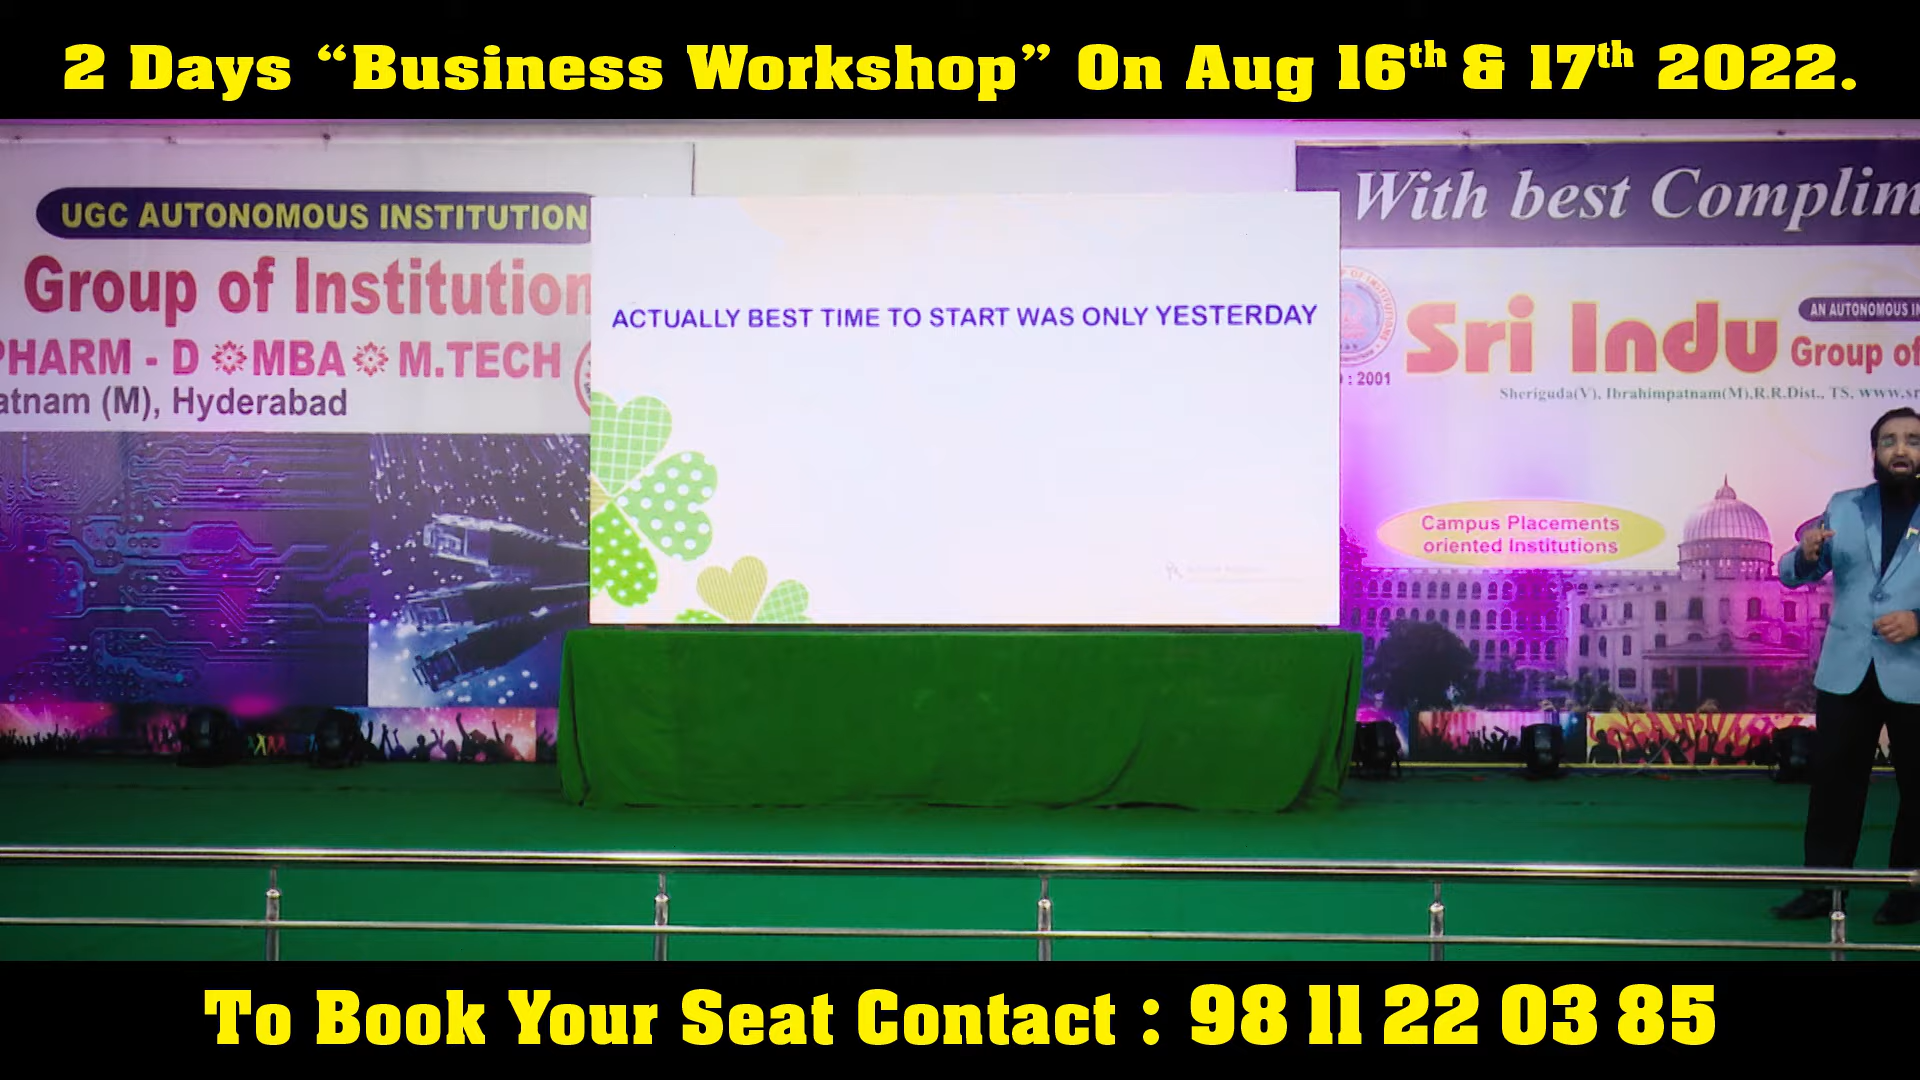 2 Days “Business Workshop” On Aug 16th & 17th 2022.
UGC AUTONOMOUS INSTITUTION
Group of Institution
PHARM - D MBA M.TECH
atnam (M), Hyderabad
ACTUALLY BEST TIME TO START WAS ONLY YESTERDAY
With best Complim
AN AUTONOMOUS IN
Sri Indu Group of
: 2001
Sheriguda(V), Ibrahimpatnam(M),R.R.Dist., TS, www.sr
Campus Placements
oriented Institutions
To Book Your Seat Contact : 98 11 22 03 85